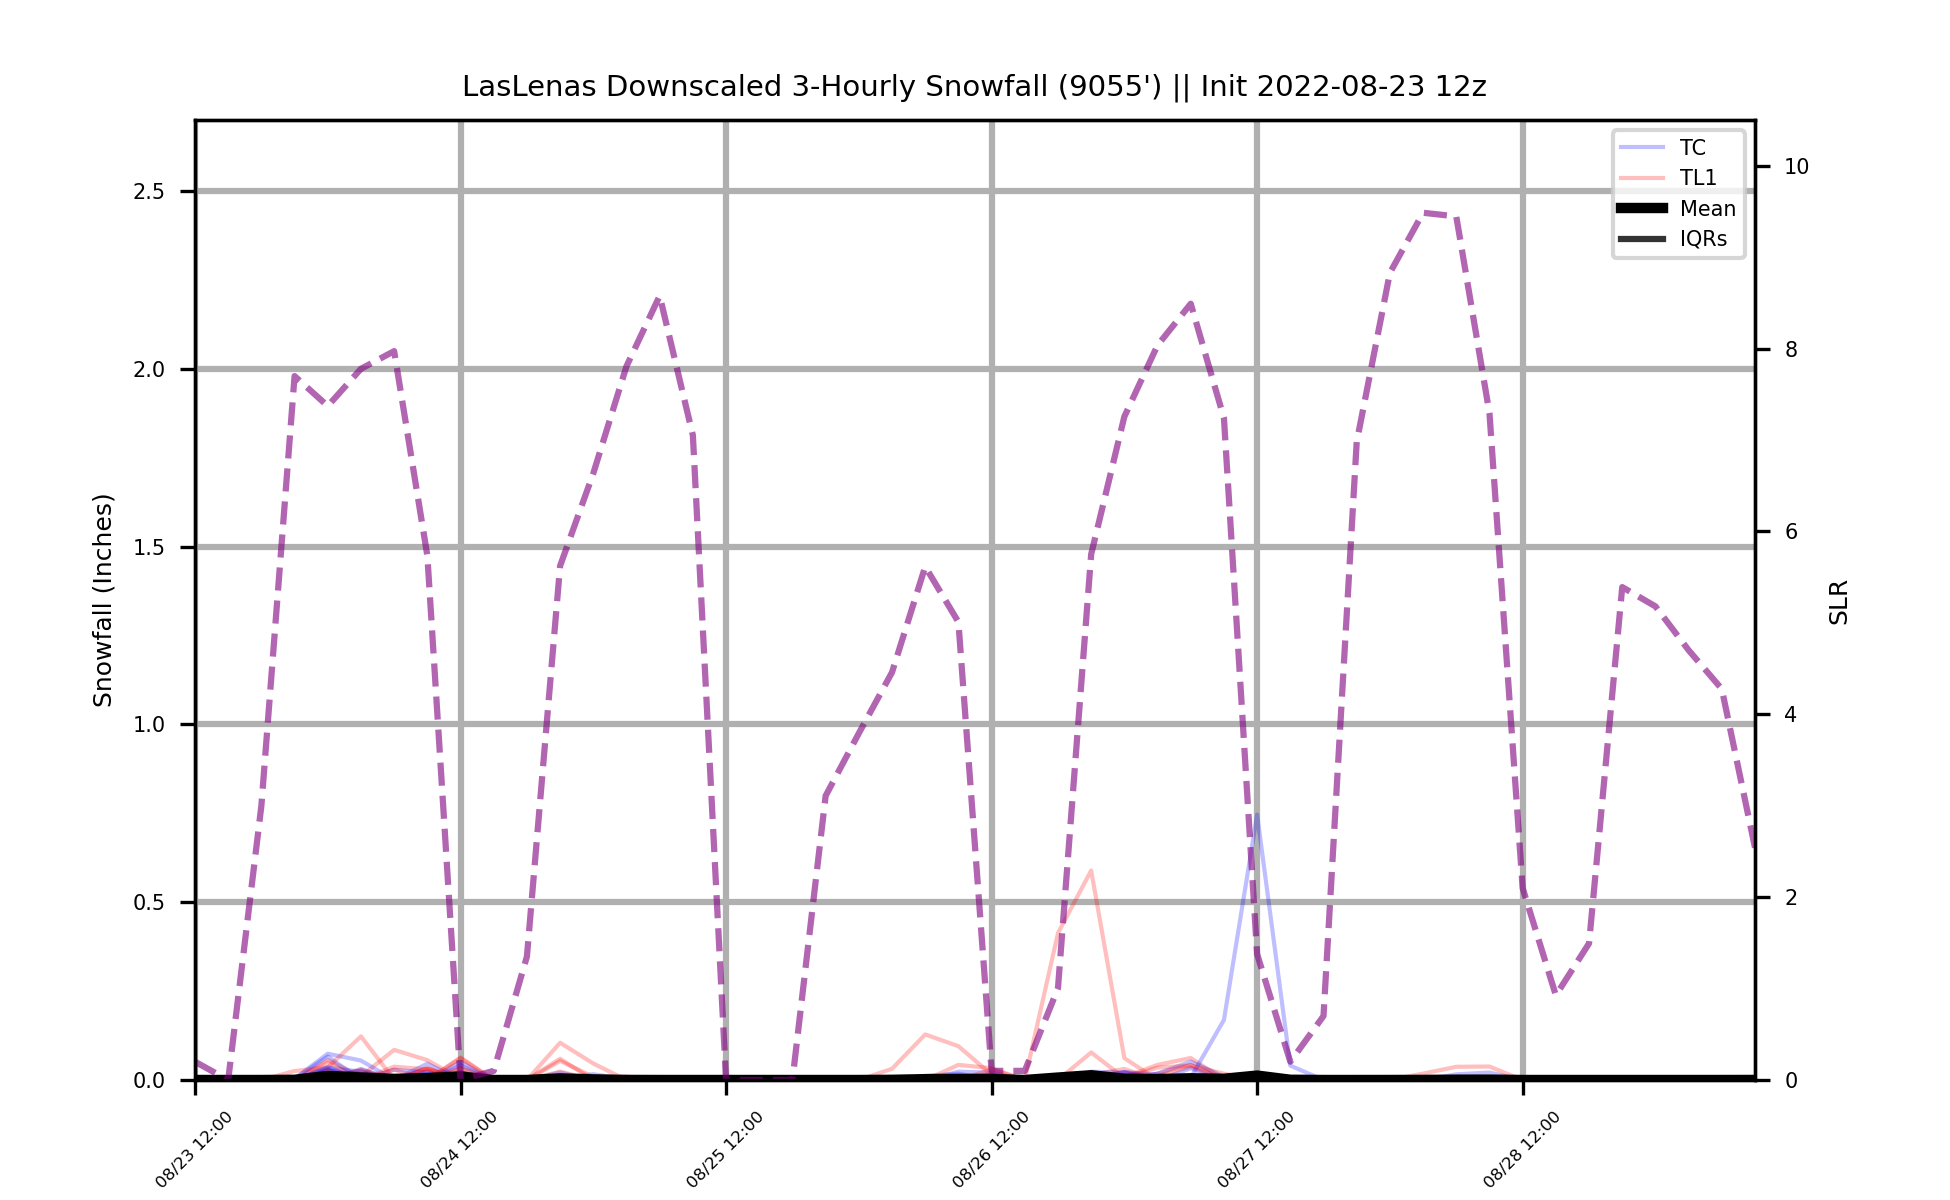 LasLenas Downscaled 3-Hourly Snowfall (9055') || Init 2022-08-23 12z
TC
TL1
Mean
IQRs
2.5
2.0
1.5
1.0
0.5
0.0
Snowfall (Inches)
10
8
6
4
2
0
SLR
08/23 12:00
08/24 12:00
08/25 12:00
08/26 12:00
08/27 12:00
08/28 12:00